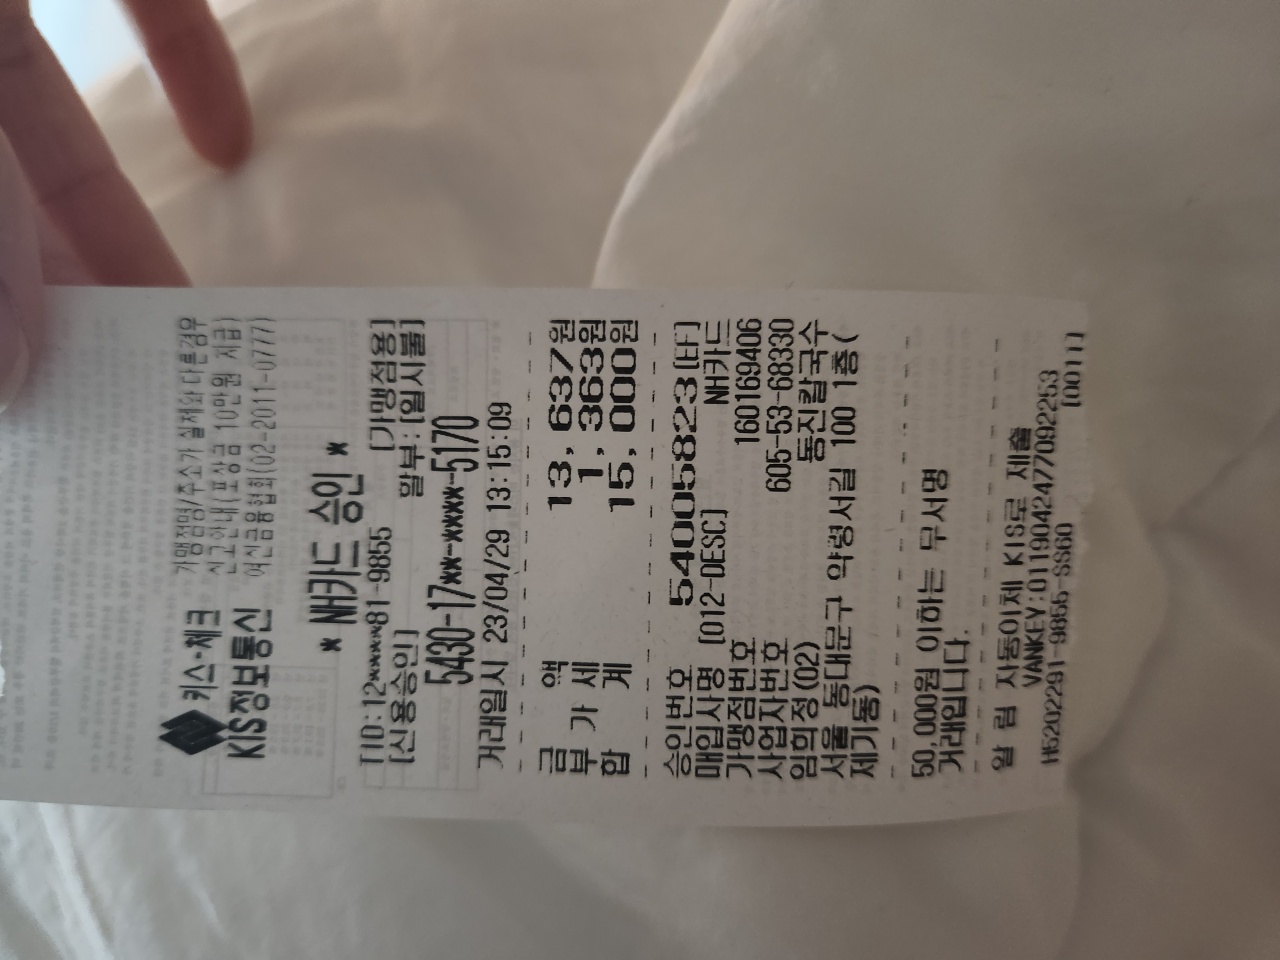 키스-체크
KIS정보통신
가맹점명/주소가 실제와 다른경우
신고안내(포상금 10만원 지급)
여신금융협회(02-2011-0777)
* NH카드 승인 *
TID:12****81-9855 [가맹점용]
[신용승인] 할부:[일시불]
5430-17**-****-5170
거래일시 23/04/29 13:15:09
금 액 13,637원
부 가 세 1,363원
합 계 15,000원
승인번호 54005823(EF)
매입사명 [012-DESC] NH카드
가맹점번호 160169406
사업자번호 605-53-68330
임희정(02) 통진칼국수
서울 동대문구 약령서길 100 1층(
제기동)
50,000원 이하는 무서명
거래입니다.
알 림 자동이체 KIS로 제출
VANKEY:0119042477092253
H6202291-9855-SS60 [0011]